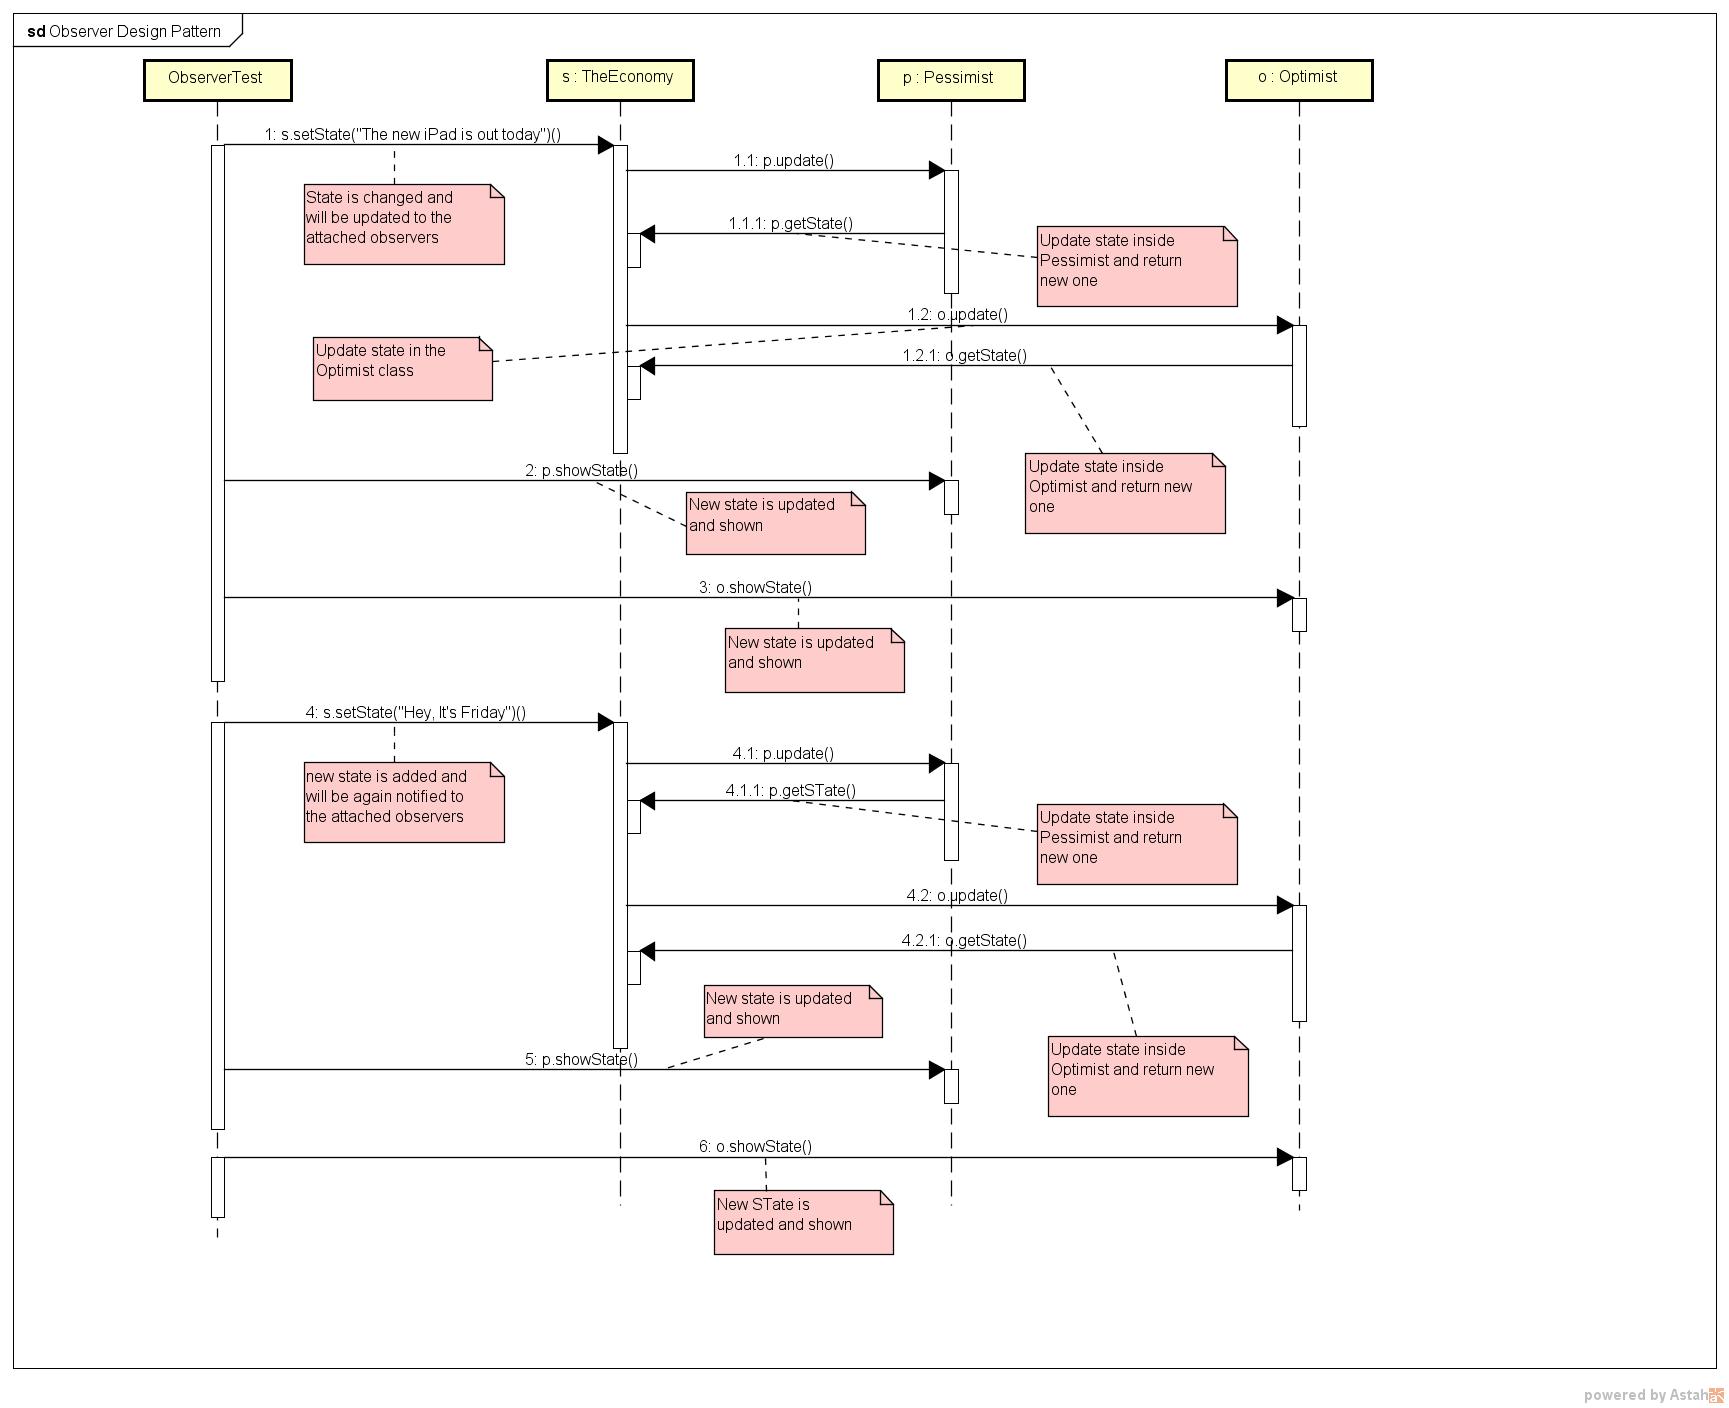 sd Observer Design Pattern
ObserverTest
s : TheEconomy
p : Pessimist
o : Optimist
1: s.setState("The new iPad is out today")()
1.1: p.update()
State is changed and
will be updated to the
attached observers
1.1.1: p.getState()
Update state inside
Pessimist and return
new one
1.2: o.update()
Update state in the
Optimist class
1.2.1: o.getState()
2: p.showState()
Update state inside
Optimist and return new
one
New state is updated
and shown
3: o.showState()
New state is updated
and shown
4: s.setState("Hey, It's Friday")()
4.1: p.update()
new state is added and
will be again notified to
the attached observers
4.1.1: p.getSTate()
Update state inside
Pessimist and return
new one
4.2: o.update()
4.2.1: o.getState()
New state is updated
and shown
Update state inside
Optimist and return new
one
5: p.showState()
6: o.showState()
New STate is
updated and shown
powered by Astah